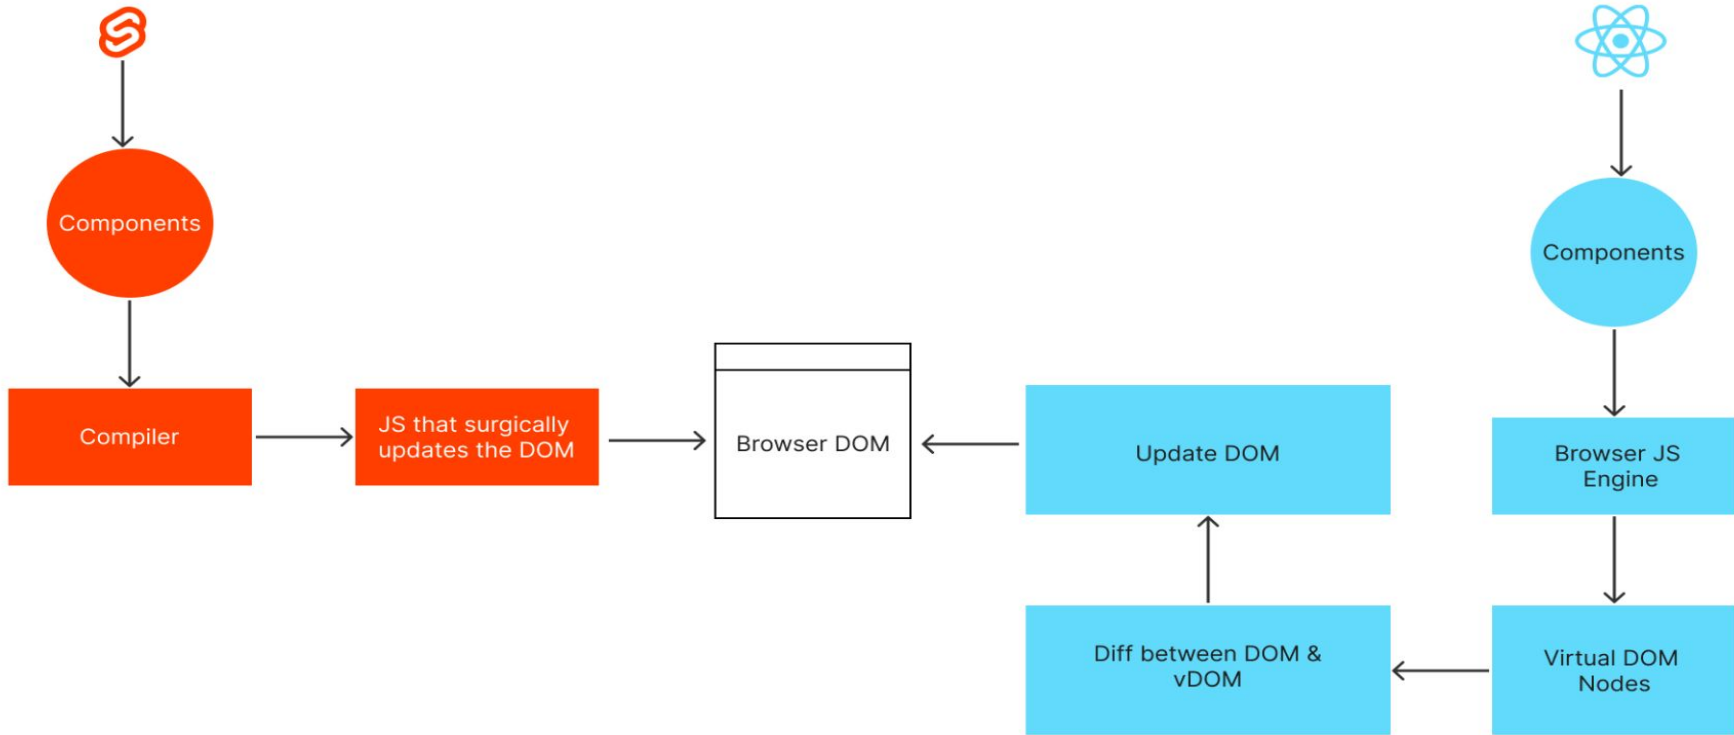 Components
Compiler
JS that surgically
updates the DOM
Browser DOM
Components
Browser JS
Engine
Virtual DOM
Nodes
Diff between DOM &
vDOM
Update DOM